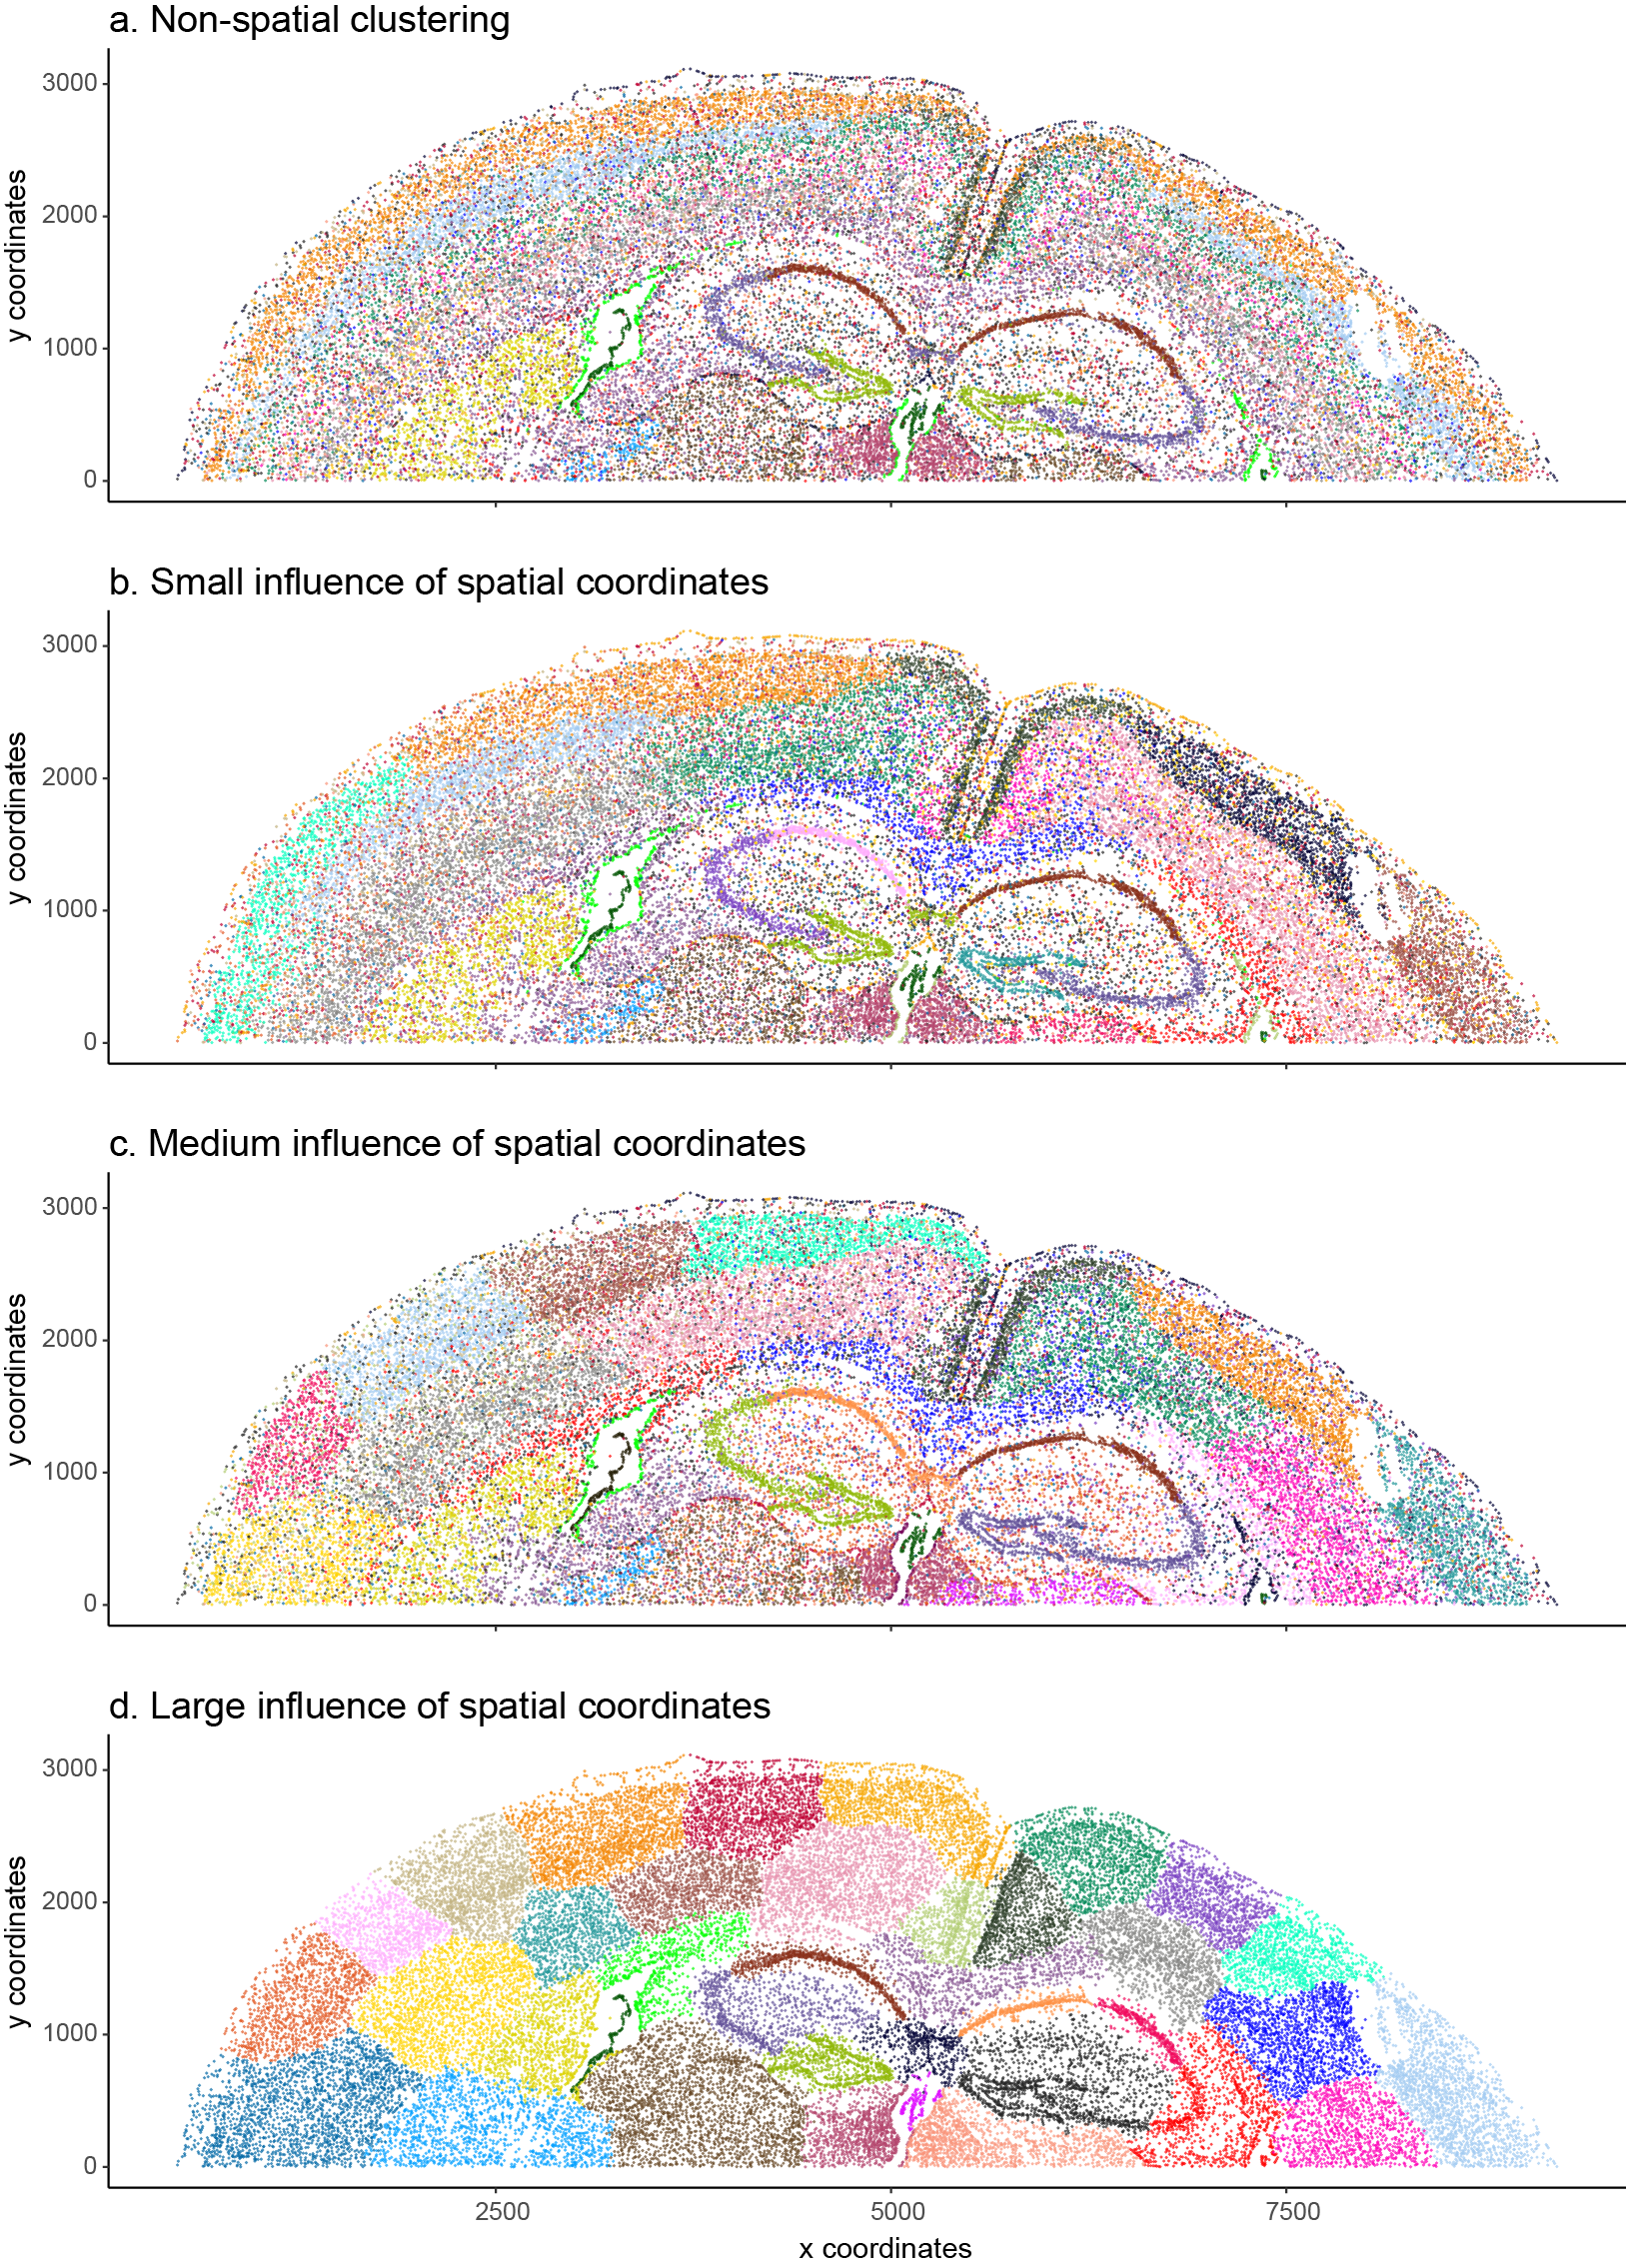 a. Non-spatial clustering
3000
2000
1000
0
y coordinates
b. Small influence of spatial coordinates
3000
2000
1000
0
y coordinates
c. Medium influence of spatial coordinates
3000
2000
1000
0
y coordinates
d. Large influence of spatial coordinates
3000
2000
1000
0
y coordinates
2500 5000 7500
x coordinates